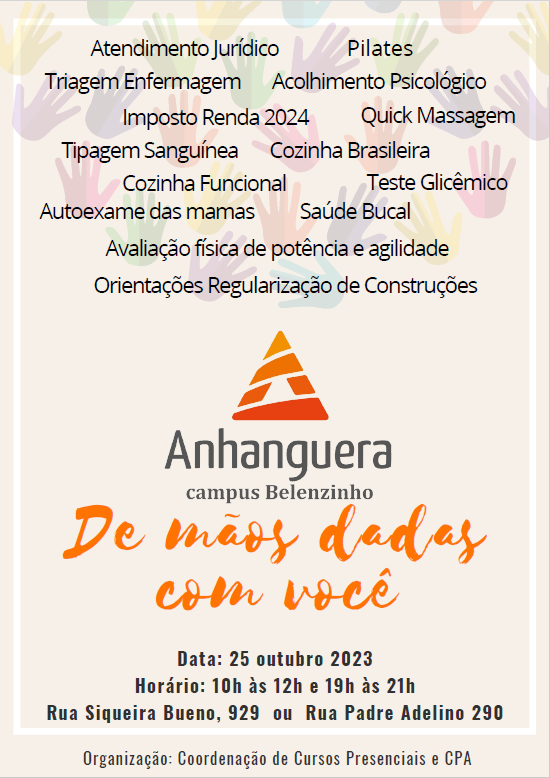 Atendimento Jurídico Pilates
Triagem Enfermagem Acolhimento Psicológico
Imposto Renda 2024 Quick Massagem
Tipagem Sanguínea Cozinha Brasileira
Cozinha Funcional Teste Glicêmico
Autoexame das mamas Saúde Bucal
Avaliação física de potência e agilidade
Orientações Regularização de Construções
Anhanguera
campus Belenzinho
De mãos dadas
com você
Data: 25 outubro 2023
Horário: 10h às 12h e 19h às 21h
Rua Siqueira Bueno, 929 ou Rua Padre Adelino 290
Organização: Coordenação de Cursos Presenciais e CPA